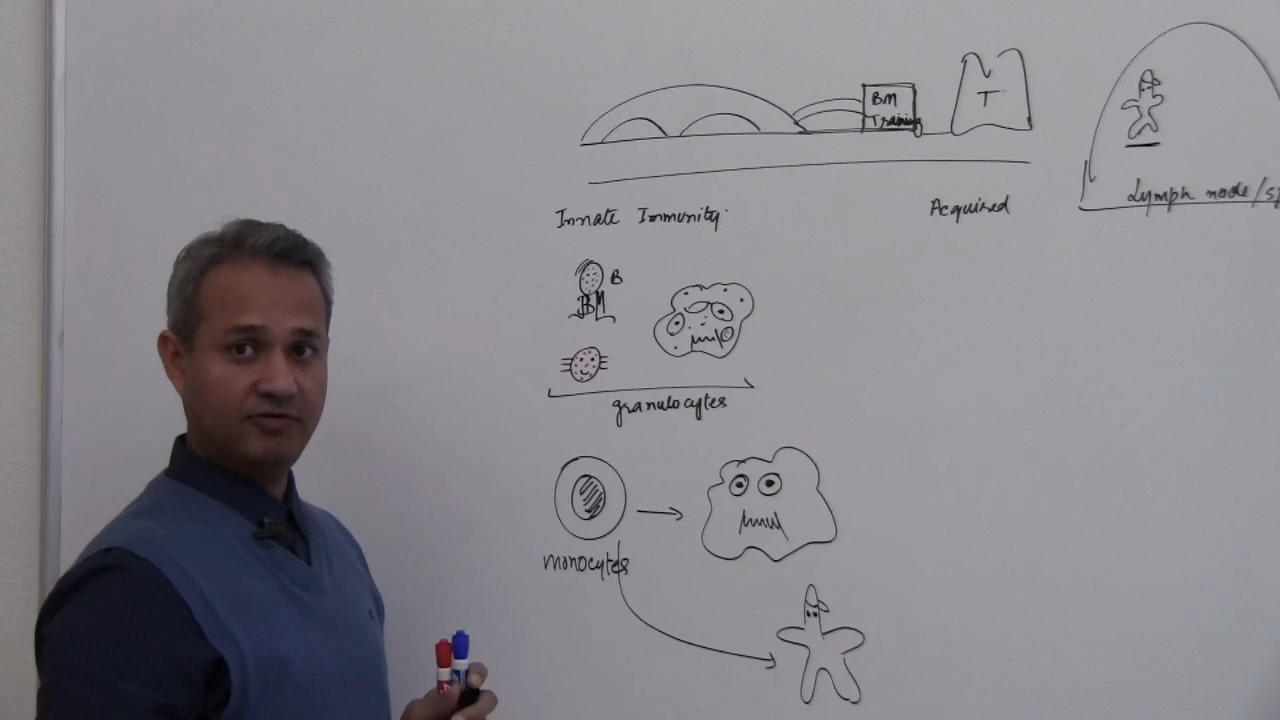 BM
Training
T
Lymph node/s
Innate Immunity
Acquired
B
BM
granulocytes
monocytes